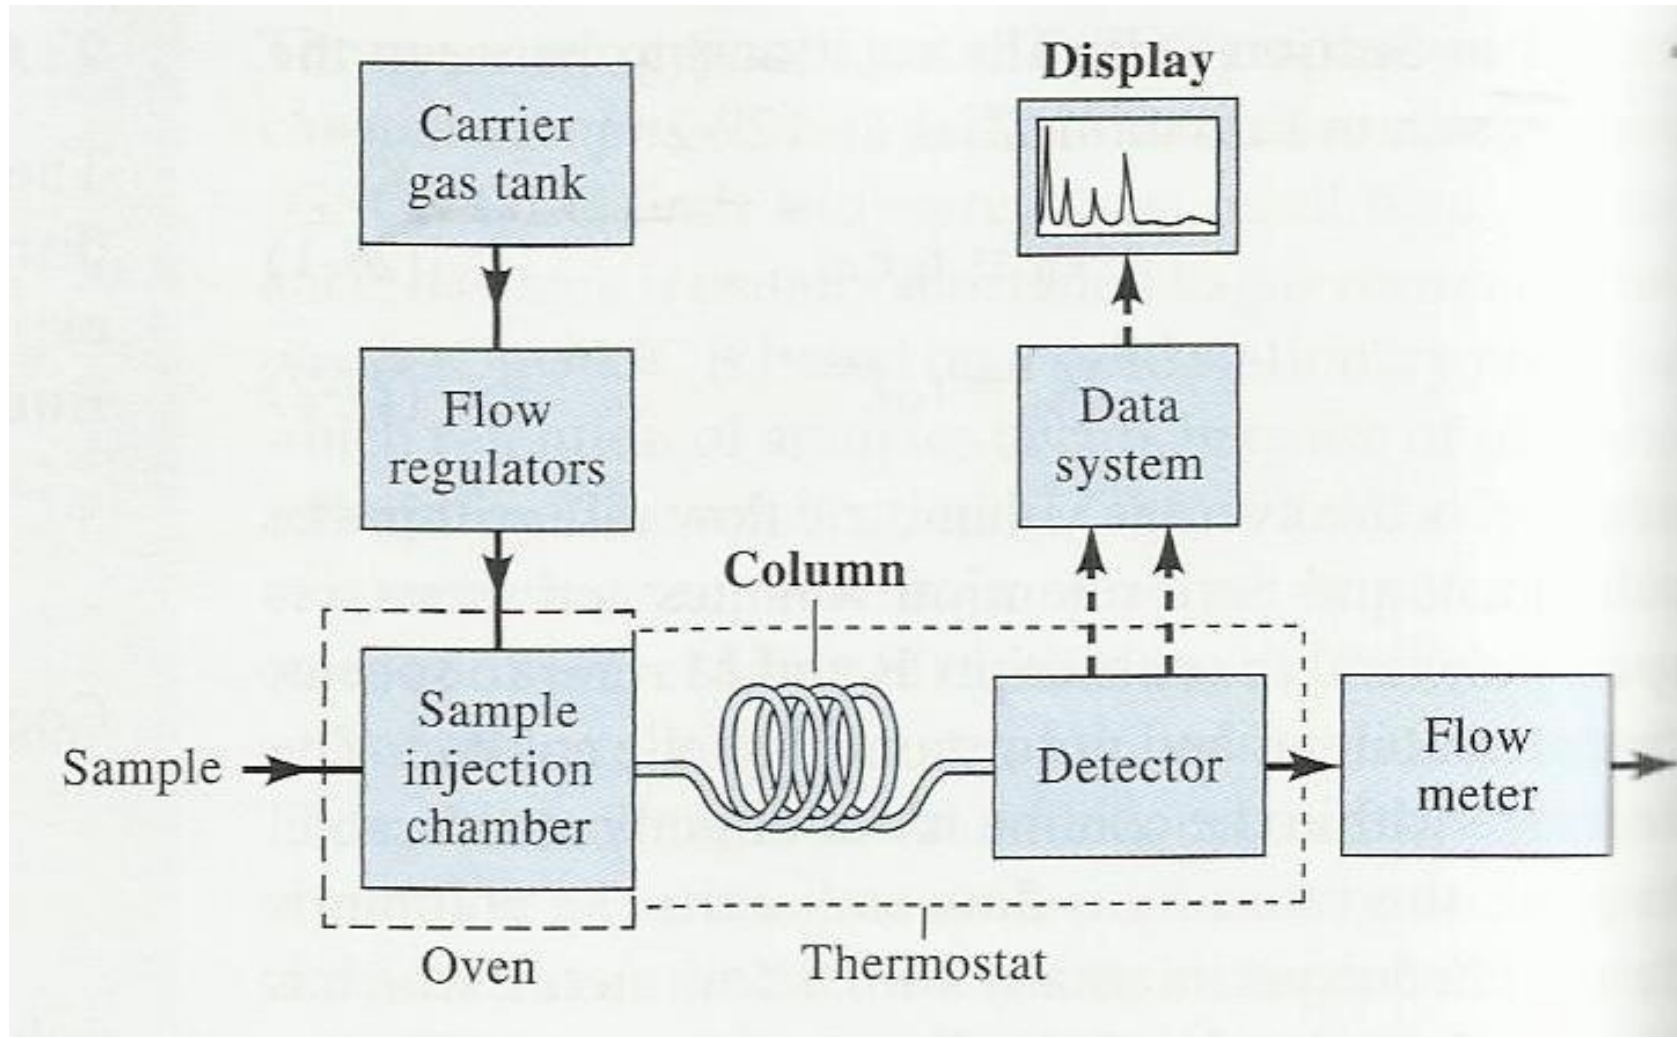 Carrier
gas tank
Display
Flow
regulators
Data
system
Column
Sample
Sample
injection
chamber
Detector
Flow
meter
Oven
Thermostat